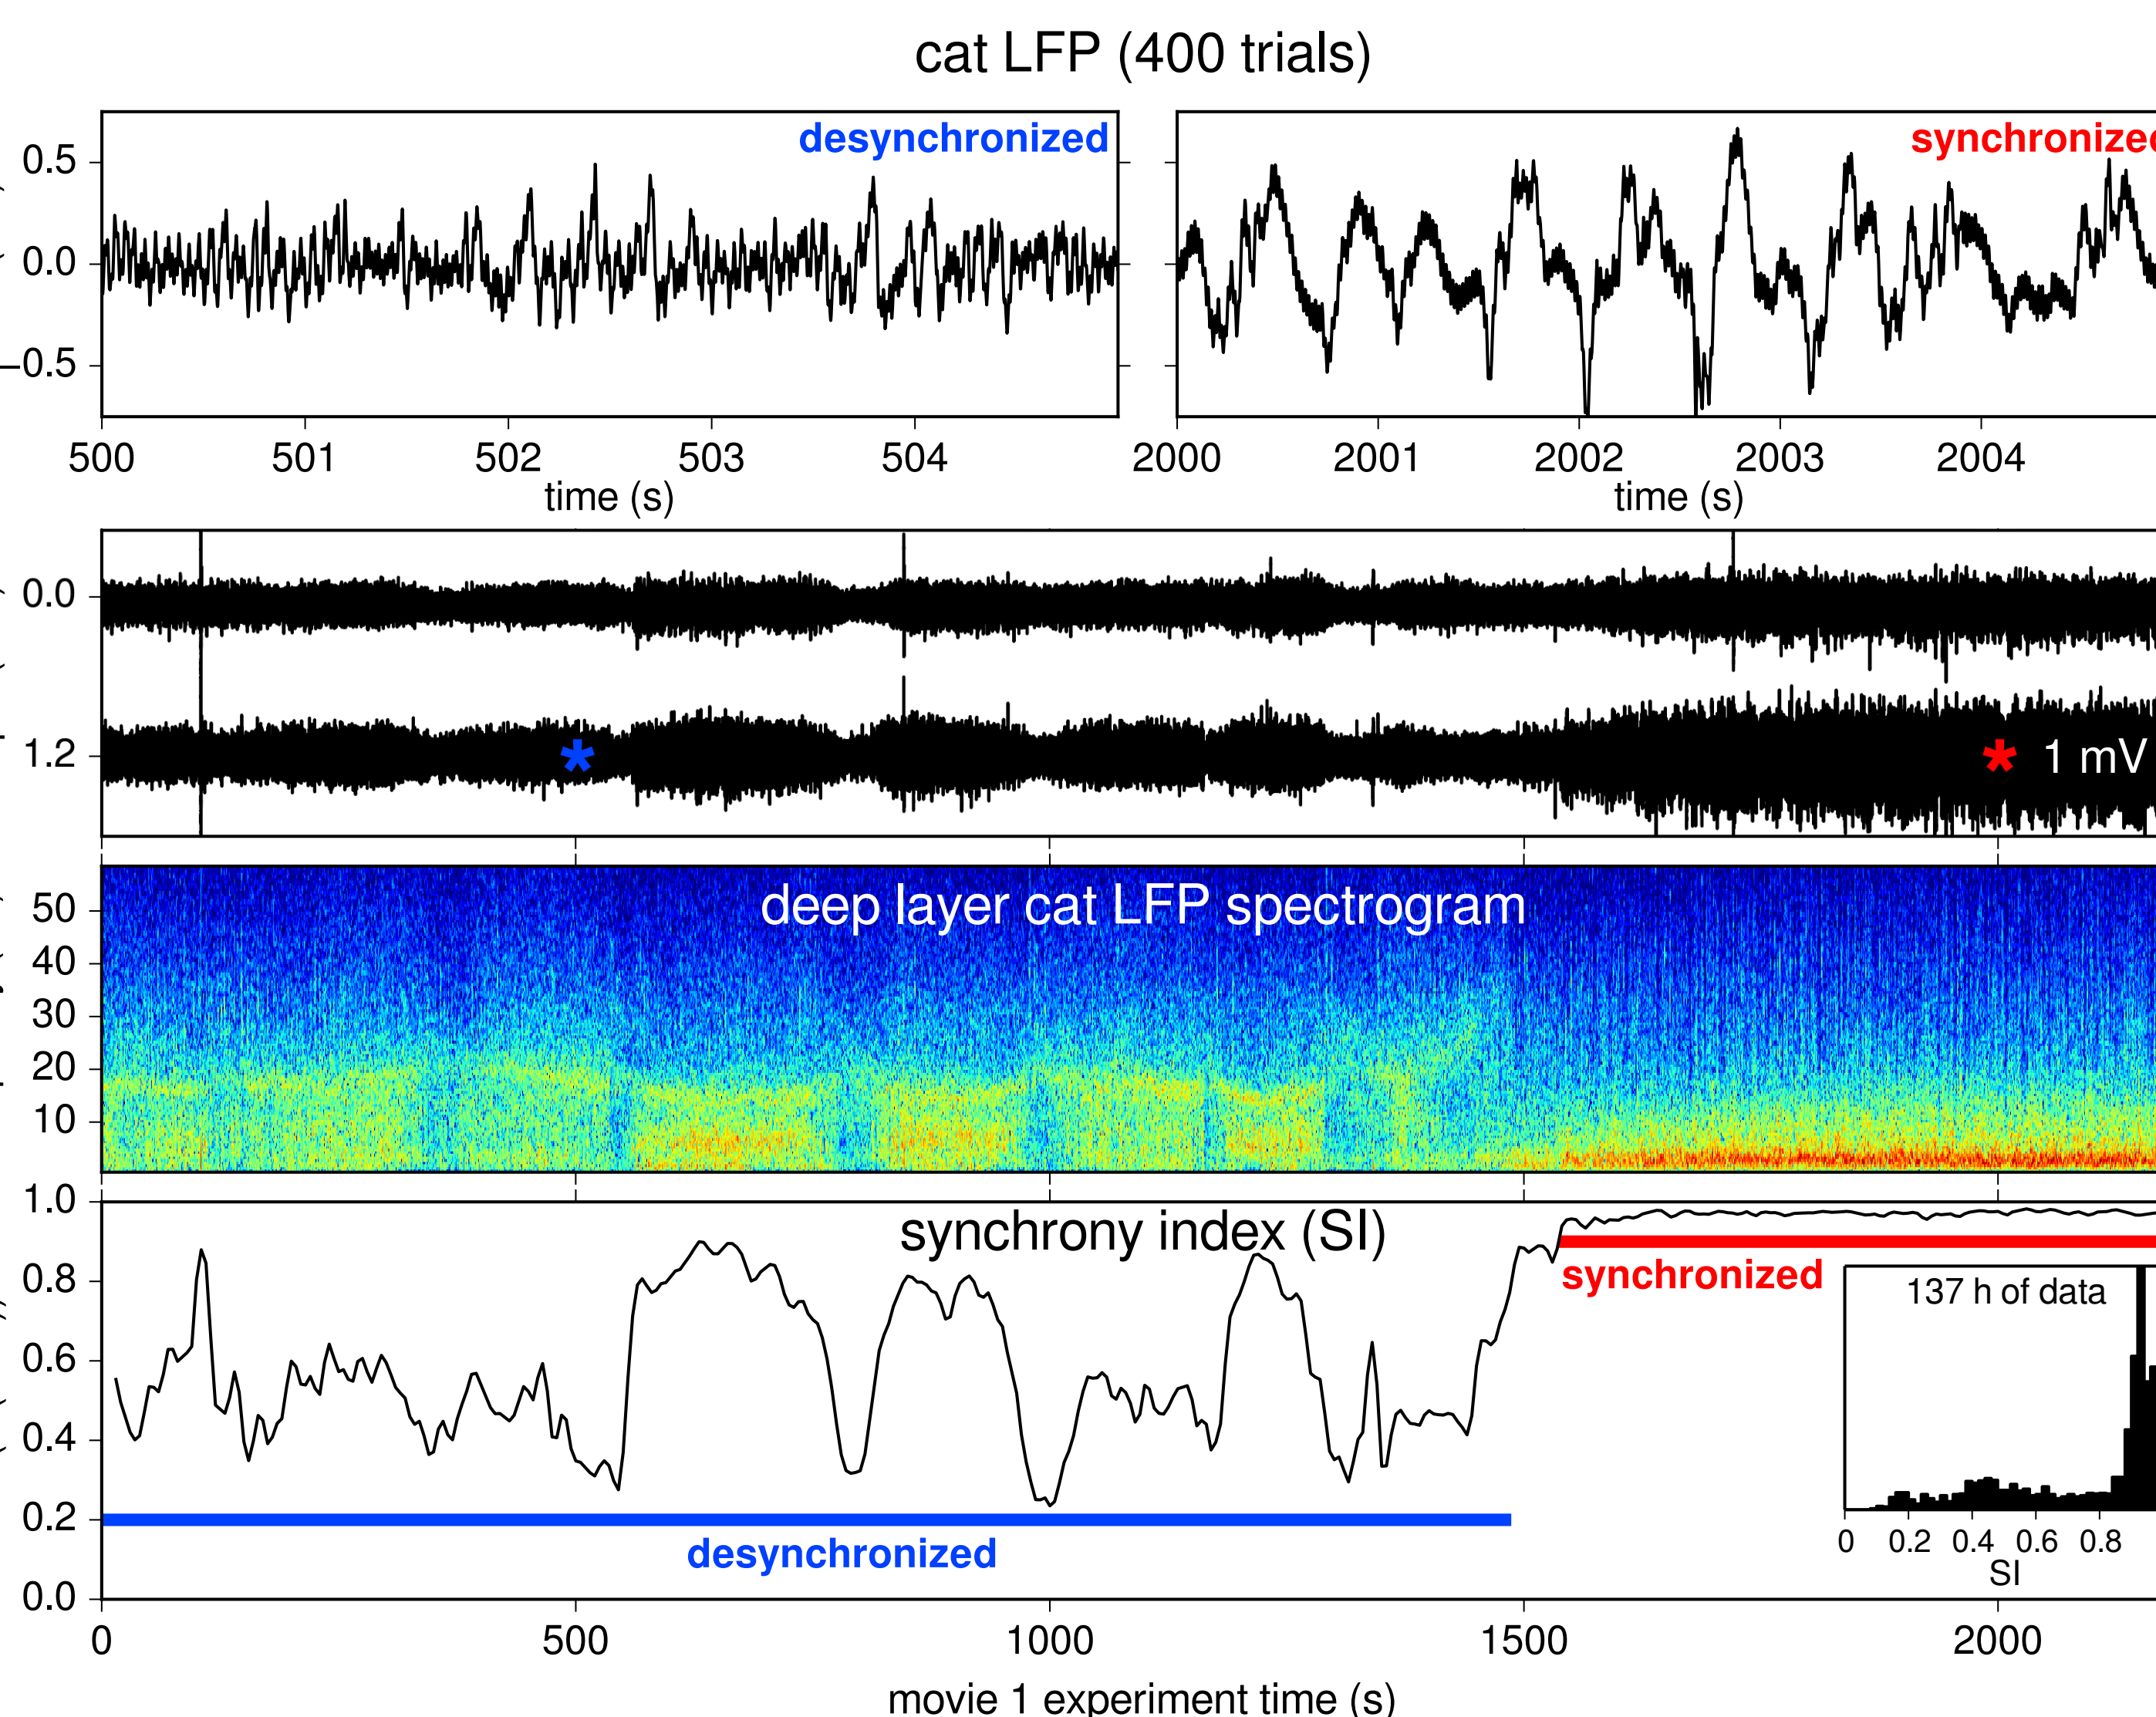 cat LFP (400 trials)
desynchronized
0.5
0.0
−0.5
500 501 502 503 504
time (s)
2000 2001 2002 2003 2004
time (s)
0.0
1.2
* * 1 mV
deep layer cat LFP spectrogram
50
40
30
20
10
synchrony index (SI)
1.0
0.8
0.6
0.4
0.2
0.0
synchronized
137 h of data
0 0.2 0.4 0.6 0.8
SI
desynchronized
0 500 1000 1500 2000
movie 1 experiment time (s)